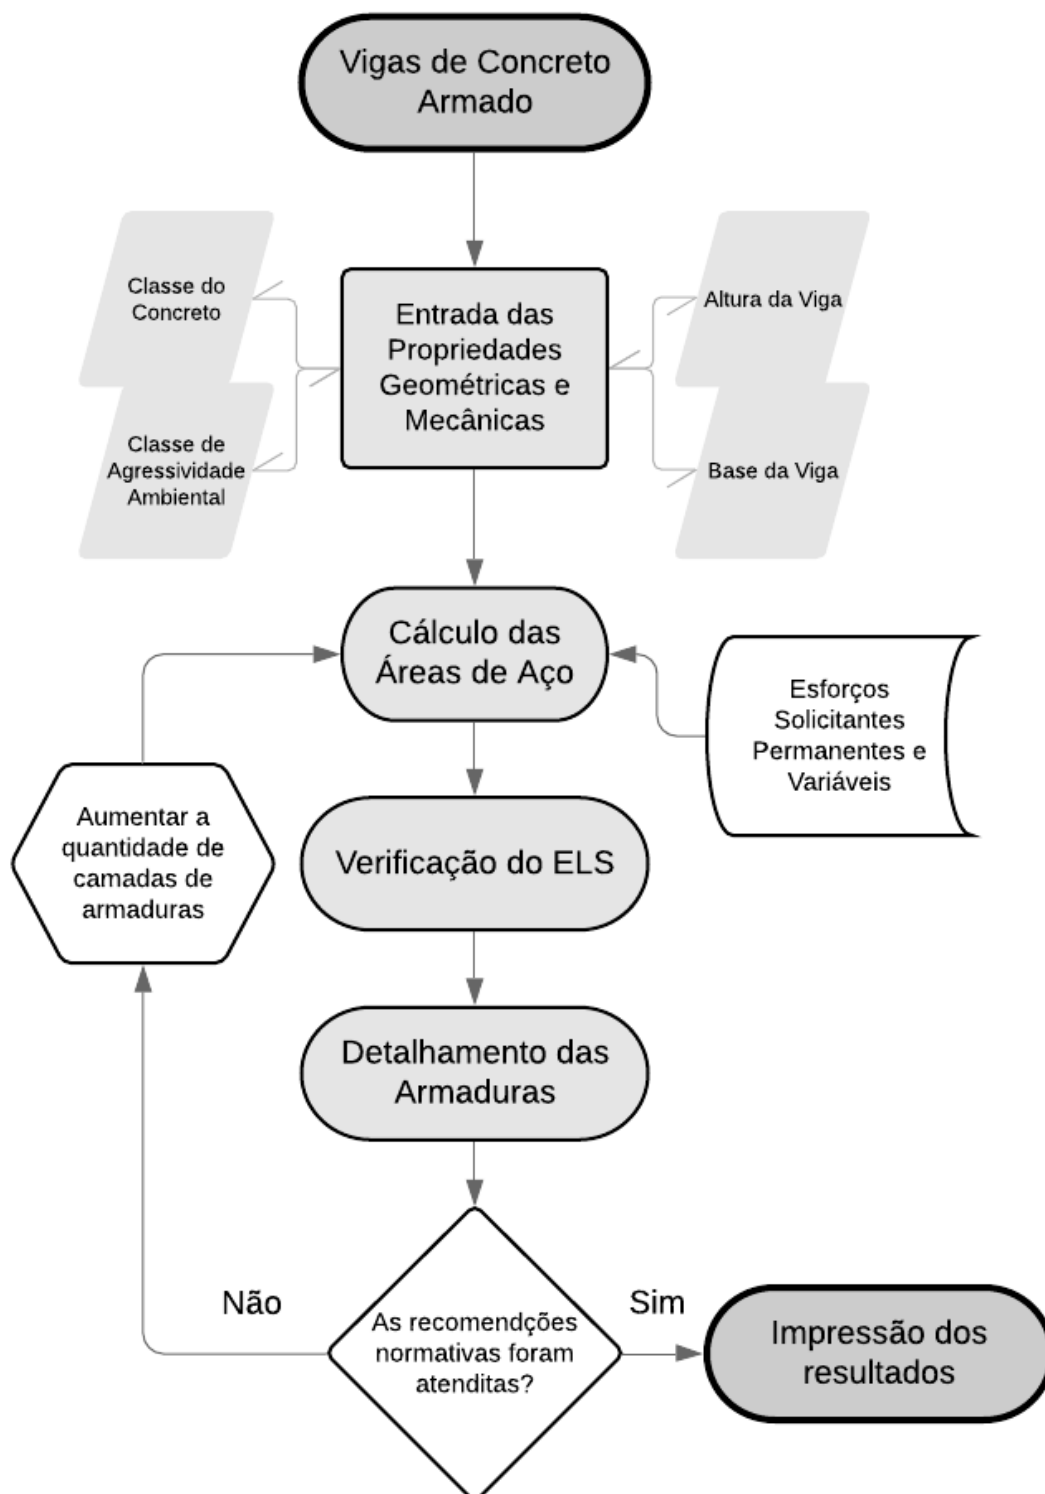 Vigas de Concreto
Armado
Classe do
Concreto
Entrada das
Propriedades
Geométricas e
Mecânicas
Altura da Viga
Classe de
Agressividade
Ambiental
Base da Viga
Cálculo das
Áreas de Aço
Esforços
Solicitantes
Permanentes e
Variáveis
Aumentar a
quantidade de
camadas de
armaduras
Verificação do ELS
Detalhamento das
Armaduras
Não
Sim
As recomendções
normativas foram
atenditas?
Impressão dos
resultados